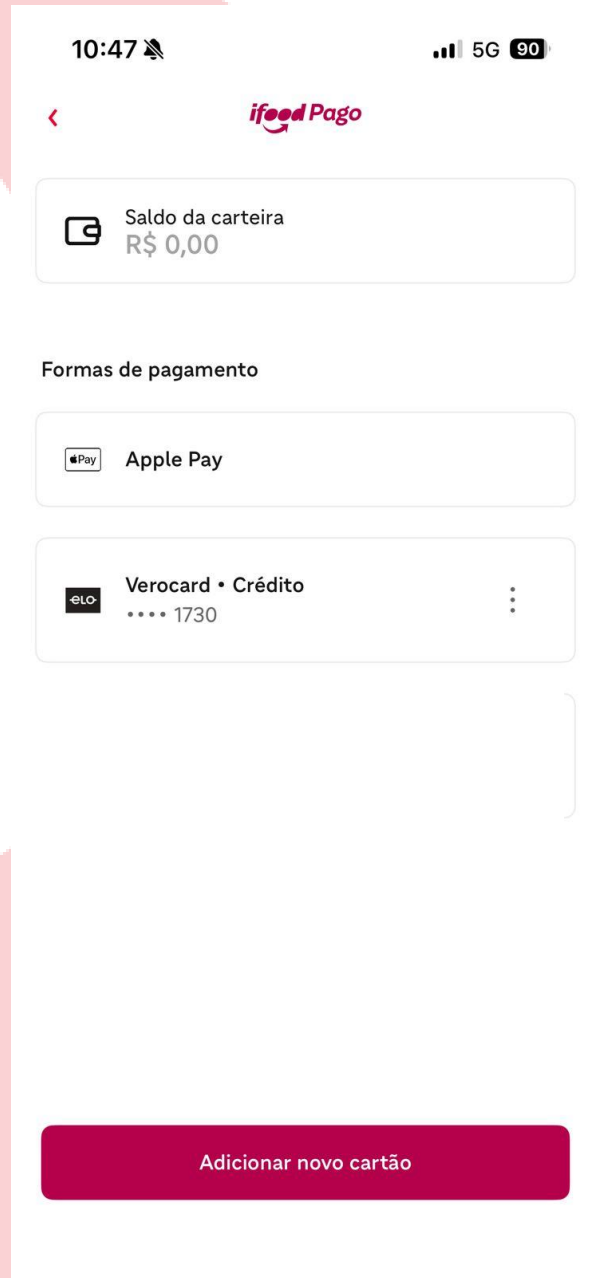 10:47
5G 90
ifood Pago
Saldo da carteira
R$ 0,00
Formas de pagamento
Pay
Apple Pay
elo
Verocard • Crédito
•••• 1730
Adicionar novo cartão